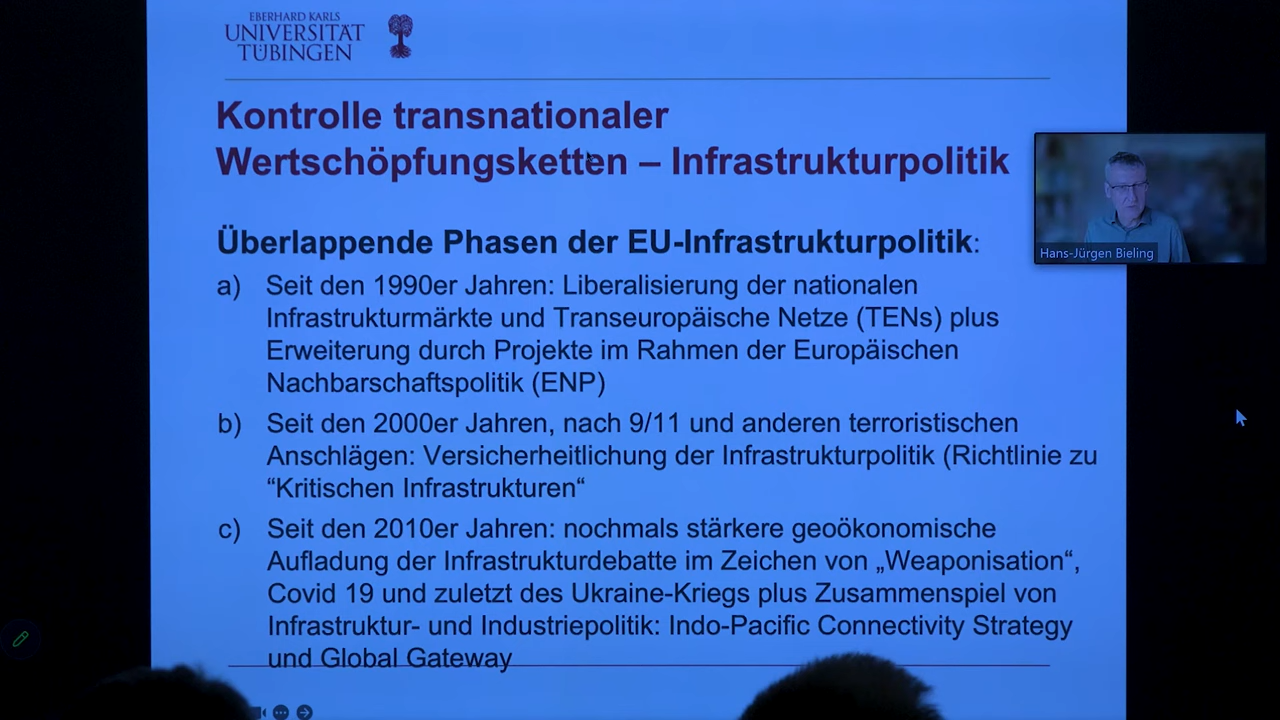 EBERHARD KARLS
UNIVERSITÄT
TÜBINGEN
Kontrolle transnationaler
Wertschöpfungsketten – Infrastrukturpolitik
Überlappende Phasen der EU-Infrastrukturpolitik:
a) Seit den 1990er Jahren: Liberalisierung der nationalen
Infrastrukturmärkte und Transeuropäische Netze (TENs) plus
Erweiterung durch Projekte im Rahmen der Europäischen
Nachbarschaftspolitik (ENP)
b) Seit den 2000er Jahren, nach 9/11 und anderen terroristischen
Anschlägen: Versicherheitlichung der Infrastrukturpolitik (Richtlinie zu
“Kritischen Infrastrukturen“
c) Seit den 2010er Jahren: nochmals stärkere geoökonomische
Aufladung der Infrastrukturdebatte im Zeichen von „Weaponisation“,
Covid 19 und zuletzt des Ukraine-Kriegs plus Zusammenspiel von
Infrastruktur- und Industriepolitik: Indo-Pacific Connectivity Strategy
und Global Gateway
Hans-Jürgen Bieling